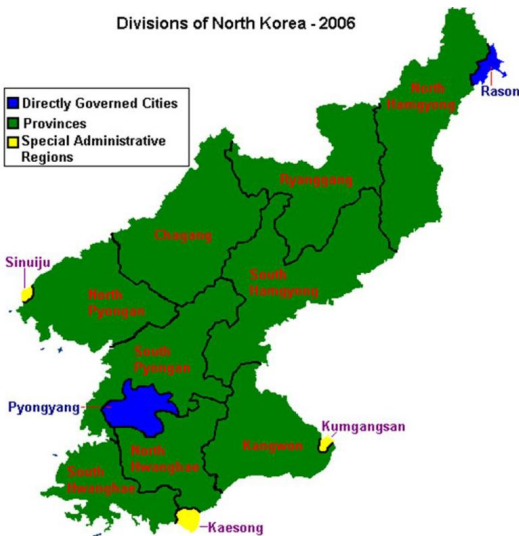 Divisions of North Korea - 2006
Directly Governed Cities
Provinces
Special Administrative
Regions
North
Hamgyong
Rason
Ryanggang
Chagang
Sinuiju
South
Hamgyong
North
Pyongan
South
Pyongan
Pyongyang
Kumgangsan
Kangwon
North
Hwanghae
South
Hwanghae
Kaesong